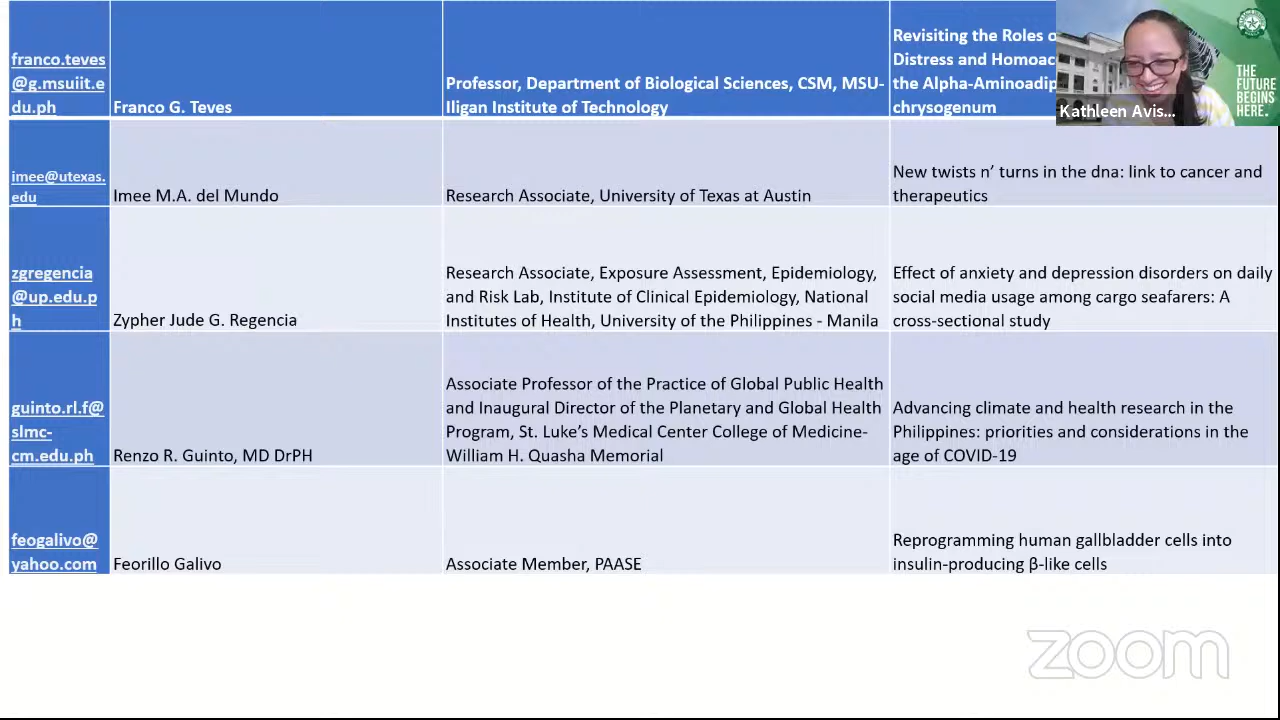 franco.teves
@g.msuiit.e
du.ph
Franco G. Teves
Professor, Department of Biological Sciences, CSM, MSU-
Iligan Institute of Technology
Revisiting the Roles
Distress and
the
chrysogenum
Kathleen Avis...
THE
FUTURE
BEGINS
HERE.
imee@utexas.
edu
Imee M.A. del Mundo
Research Associate, University of Texas at Austin
New twists n’ turns in the dna: link to cancer and
therapeutics
zgregencia
@up.edu.p
h
Zypher Jude G. Regencia
Research Associate, Exposure Assessment, Epidemiology,
and Risk Lab, Institute of Clinical Epidemiology, National
Institutes of Health, University of the Philippines - Manila
Effect of anxiety and depression disorders on daily
social media usage among cargo seafarers: A
cross-sectional study
guinto.rl.f@
slmc-
cm.edu.ph
Renzo R. Guinto, MD DrPH
Associate Professor of the Practice of Global Public Health
and Inaugural Director of the Planetary and Global Health
Program, St. Luke’s Medical Center College of Medicine-
William H. Quasha Memorial
Advancing climate and health research in the
Philippines: priorities and considerations in the
age of COVID-19
feogalivo@
yahoo.com
Feorillo Galivo
Associate Member, PAASE
Reprogramming human gallbladder cells into
insulin-producing β-like cells
zoom